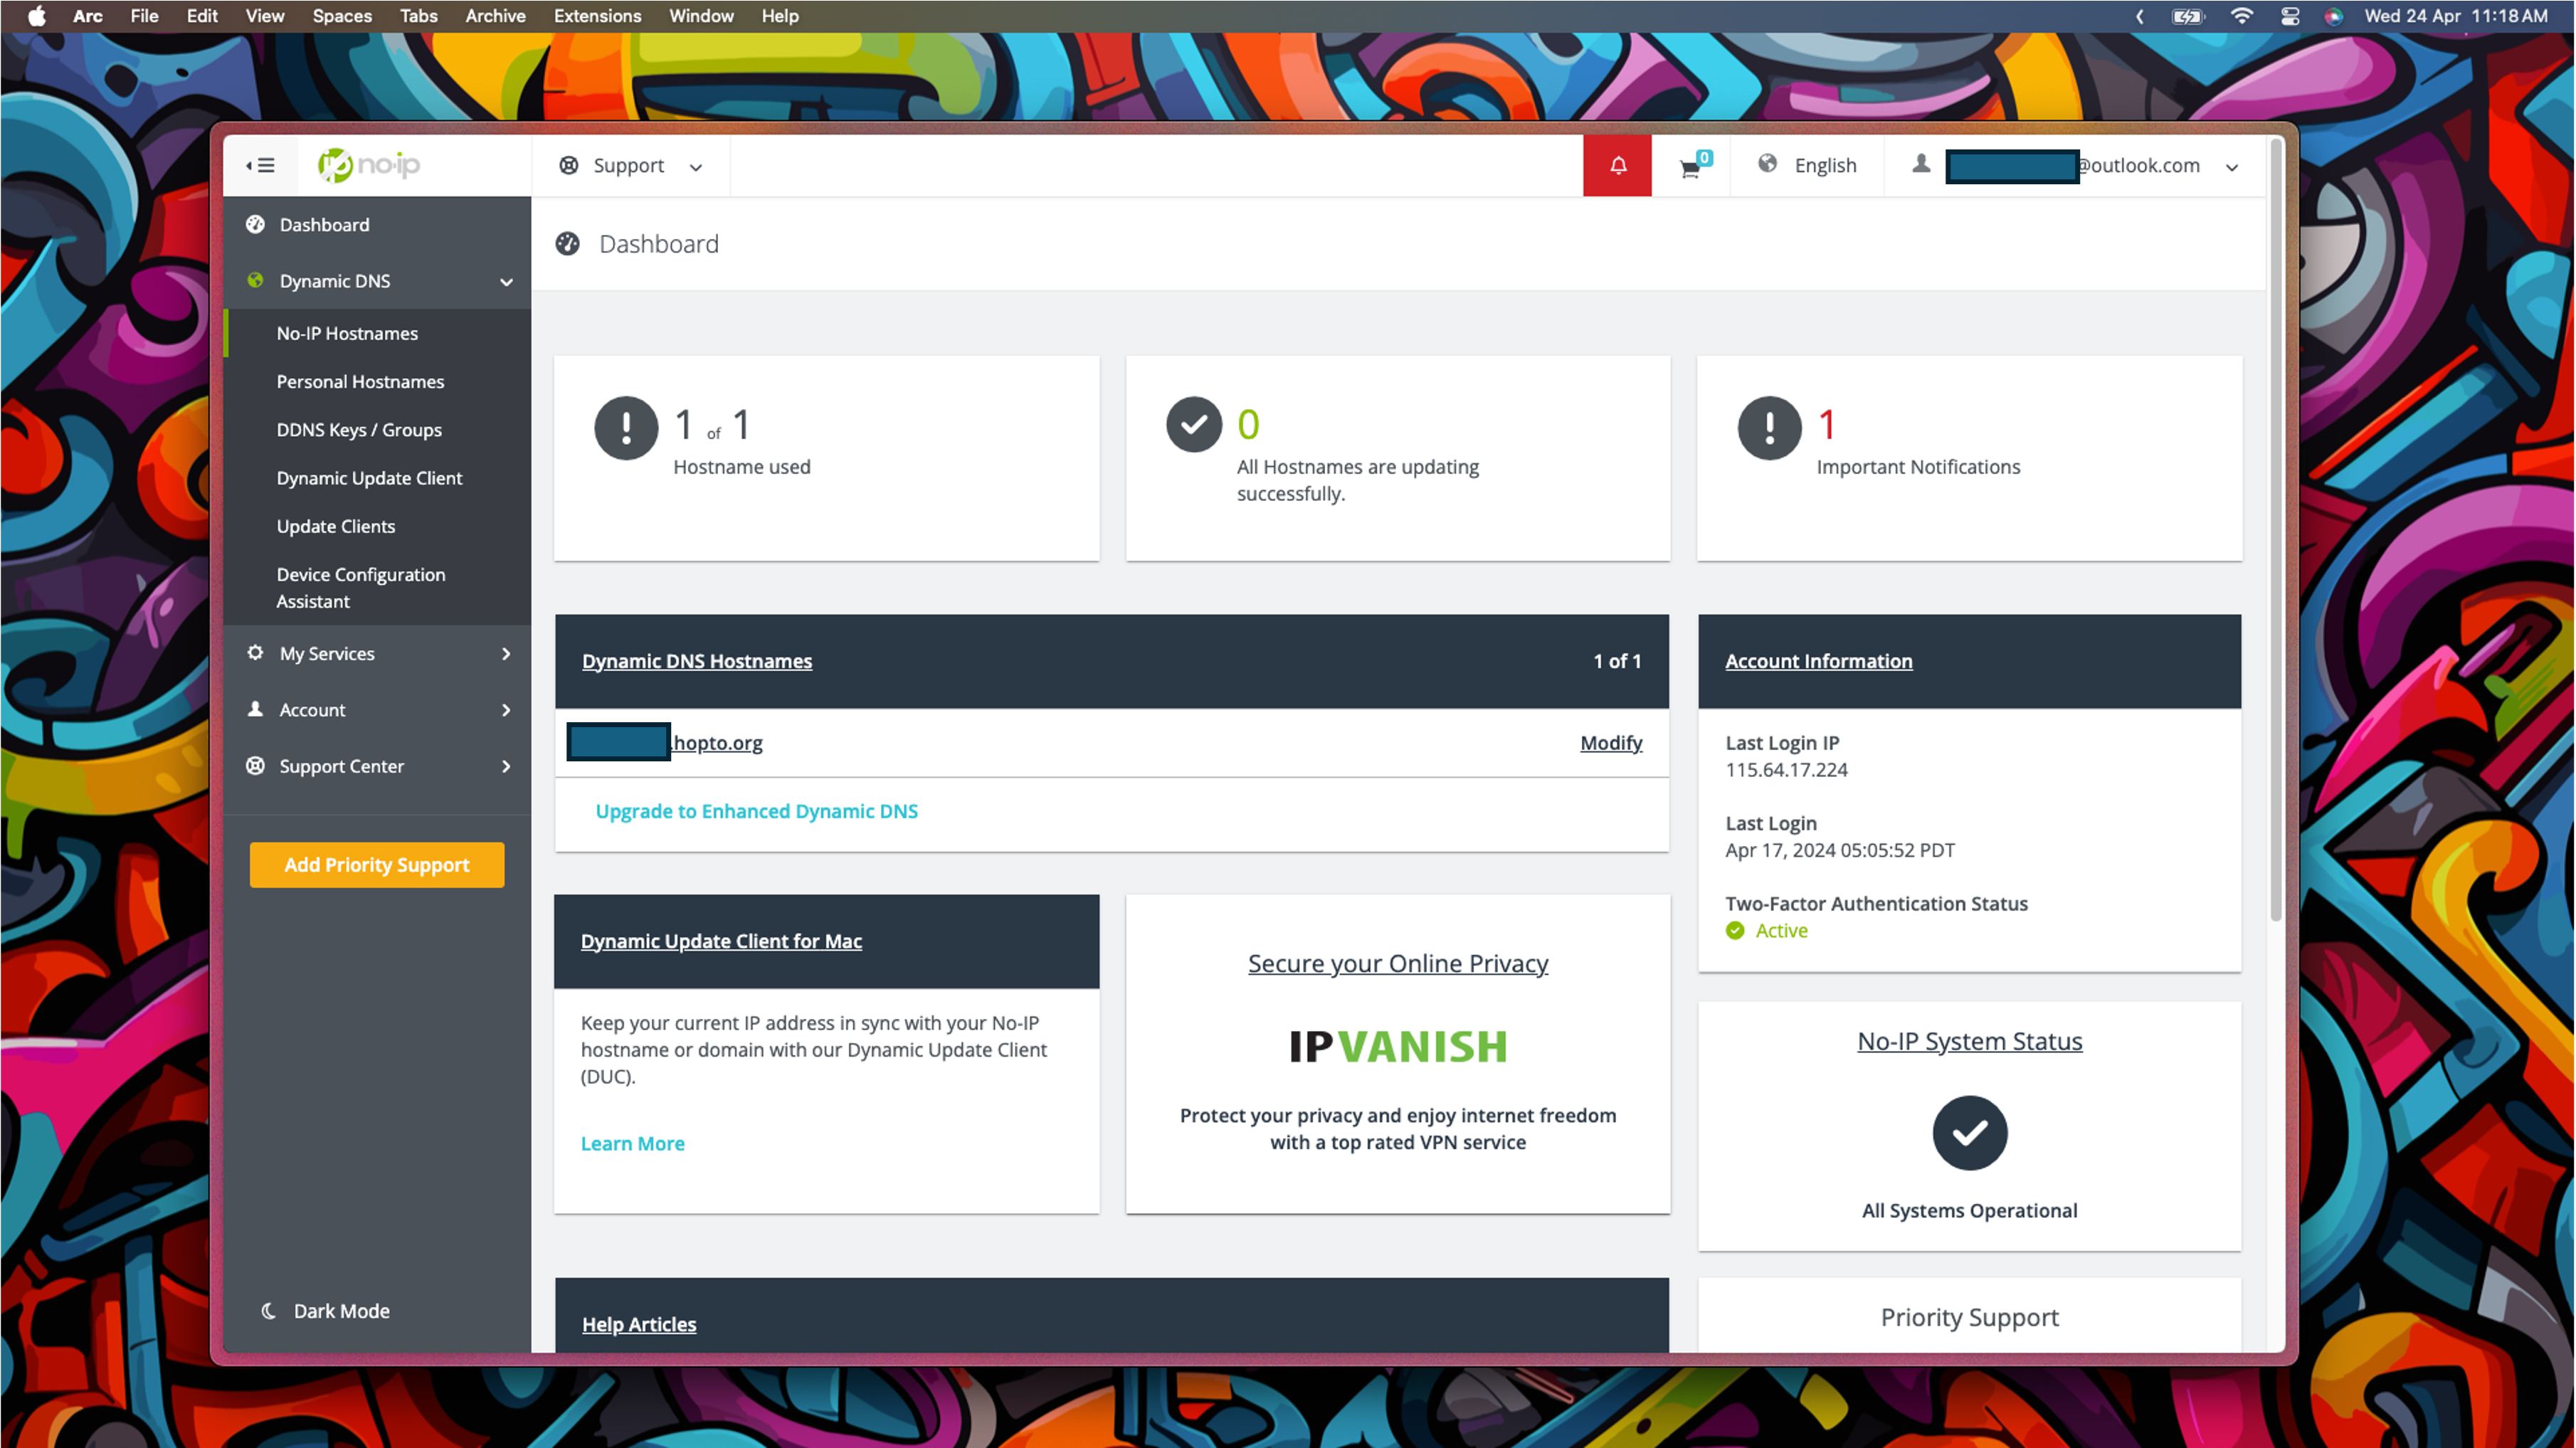 Arc File Edit View Spaces Tabs Archive Extensions Window Help
Wed 24 Apr 11:18 AM
no-ip
Support
0
English
@outlook.com
Dashboard
Dynamic DNS
No-IP Hostnames
Personal Hostnames
DDNS Keys / Groups
Dynamic Update Client
Update Clients
Device Configuration
Assistant
My Services
Account
Support Center
Add Priority Support
Dark Mode
Dashboard
1 of 1
Hostname used
0
All Hostnames are updating
successfully.
1
Important Notifications
Dynamic DNS Hostnames 1 of 1
.hopto.org Modify
Upgrade to Enhanced Dynamic DNS
Account Information
Last Login IP
115.64.17.224
Last Login
Apr 17, 2024 05:05:52 PDT
Two-Factor Authentication Status
Active
Dynamic Update Client for Mac
Keep your current IP address in sync with your No-IP
hostname or domain with our Dynamic Update Client
(DUC).
Learn More
Secure your Online Privacy
IPVANISH
Protect your privacy and enjoy internet freedom
with a top rated VPN service
No-IP System Status
All Systems Operational
Help Articles
Priority Support